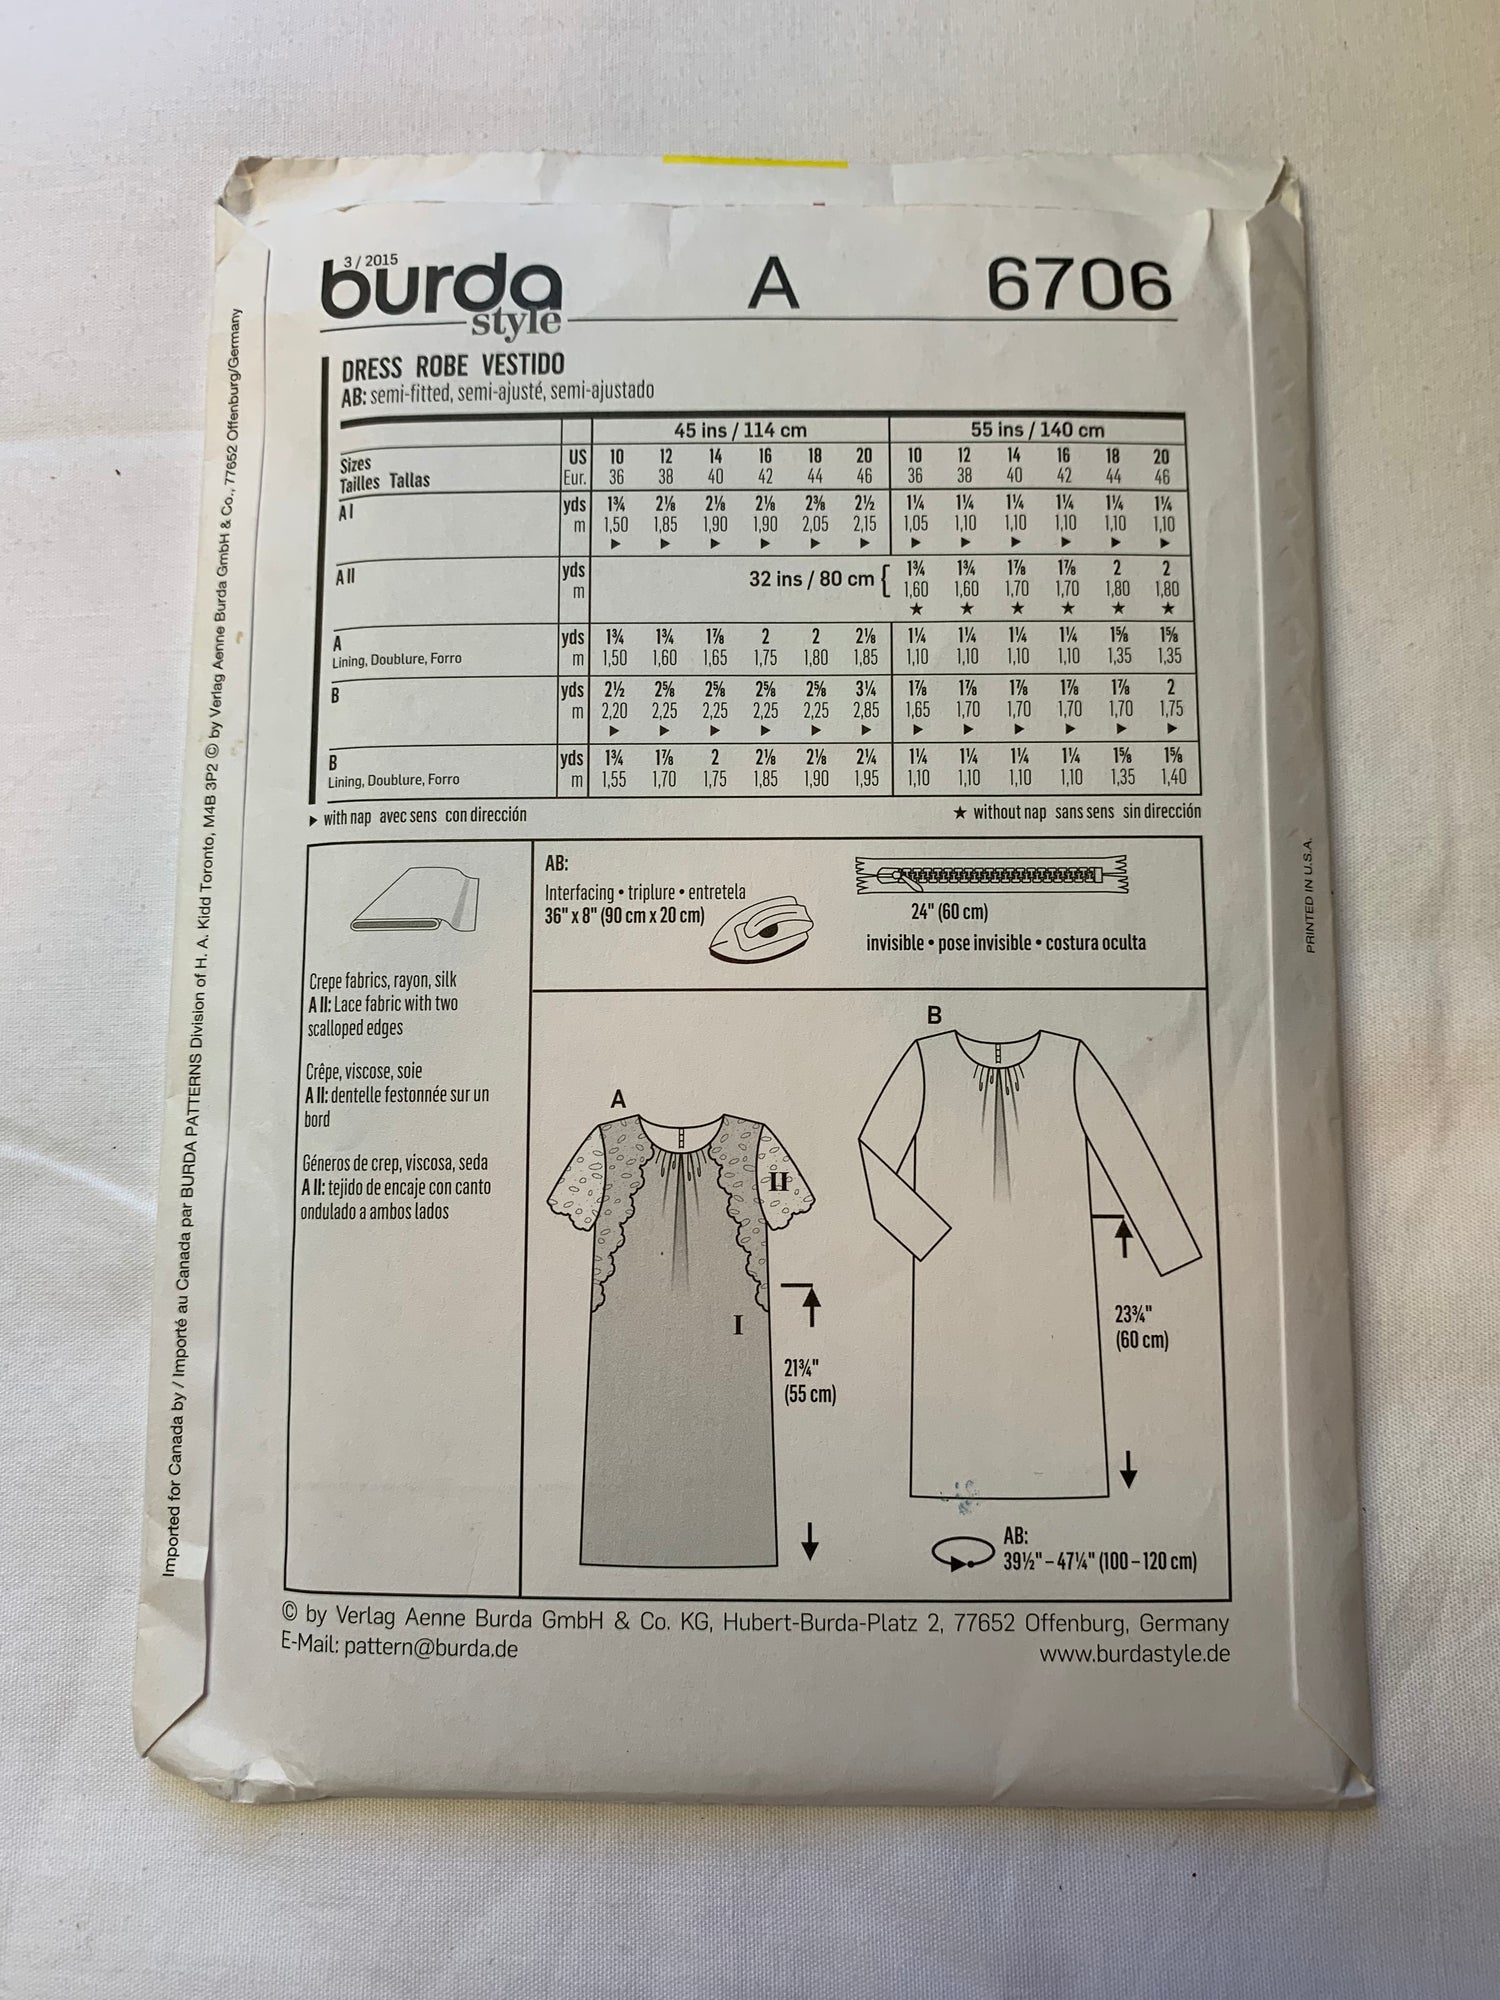 3 / 2015
burda style A 6706
DRESS ROBE VESTIDO
AB: semi-fitted, semi-ajusté, semi-ajustado
45 ins / 114 cm 55 ins / 140 cm
Sizes US 10 12 14 16 18 20 10 12 14 16 18 20
Tailles Tallas Eur. 36 38 40 42 44 46 36 38 40 42 44 46
A I yds 1¾ 2⅛ 2⅛ 2⅛ 2⅜ 2½ 1¼ 1¼ 1¼ 1¼ 1¼ 1¼
m 1,50 1,85 1,90 1,90 2,05 2,15 1,05 1,10 1,10 1,10 1,10 1,10
► ► ► ► ► ► ► ► ► ► ► ►
A II yds 32 ins / 80 cm { 1¾ 1¾ 1⅞ 1⅞ 2 2
m 1,60 1,60 1,70 1,70 1,80 1,80
★ ★ ★ ★ ★ ★
A yds 1¾ 1¾ 1⅞ 2 2 2⅛ 1¼ 1¼ 1¼ 1¼ 1⅝ 1⅝
Lining, Doublure, Forro m 1,50 1,60 1,65 1,75 1,80 1,85 1,10 1,10 1,10 1,10 1,35 1,35
B yds 2½ 2⅝ 2⅝ 2⅝ 2⅝ 3¼ 1⅞ 1⅞ 1⅞ 1⅞ 1⅞ 2
m 2,20 2,25 2,25 2,25 2,25 2,85 1,65 1,70 1,70 1,70 1,70 1,75
► ► ► ► ► ► ► ► ► ► ► ►
B yds 1¾ 1⅞ 2 2⅛ 2⅛ 2¼ 1¼ 1¼ 1¼ 1¼ 1⅝ 1⅝
Lining, Doublure, Forro m 1,55 1,70 1,75 1,85 1,90 1,95 1,10 1,10 1,10 1,10 1,35 1,40
► with nap avec sens con dirección ★ without nap sans sens sin dirección
Crepe fabrics, rayon, silk
A II: Lace fabric with two
scalloped edges
Crêpe, viscose, soie
A II: dentelle festonnée sur un
bord
Géneros de crep, viscosa, seda
A II: tejido de encaje con canto
ondulado a ambos lados
AB:
Interfacing • triplure • entretela
36" x 8" (90 cm x 20 cm)
24" (60 cm)
invisible • pose invisible • costura oculta
A
II
I
21¾"
(55 cm)
B
23¾"
(60 cm)
AB:
39½" – 47¼" (100 – 120 cm)
© by Verlag Aenne Burda GmbH & Co. KG, Hubert-Burda-Platz 2, 77652 Offenburg, Germany
E-Mail: pattern@burda.de www.burdastyle.de
Imported for Canada by / Importé au Canada par BURDA PATTERNS Division of H. A. Kidd Toronto, M4B 3P2 © by Verlag Aenne Burda GmbH & Co., 77652 Offenburg/Germany
PRINTED IN U.S.A.